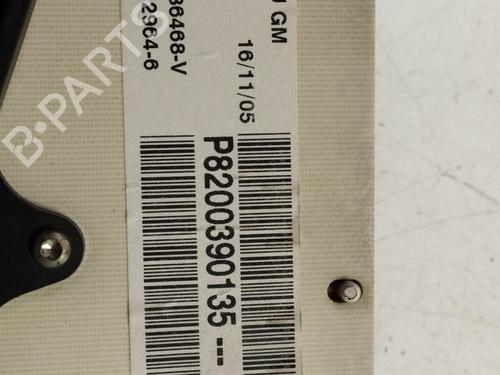 J GM
16/11/05
36468-V
2964-6
P8200390135 ---
B-PARTS